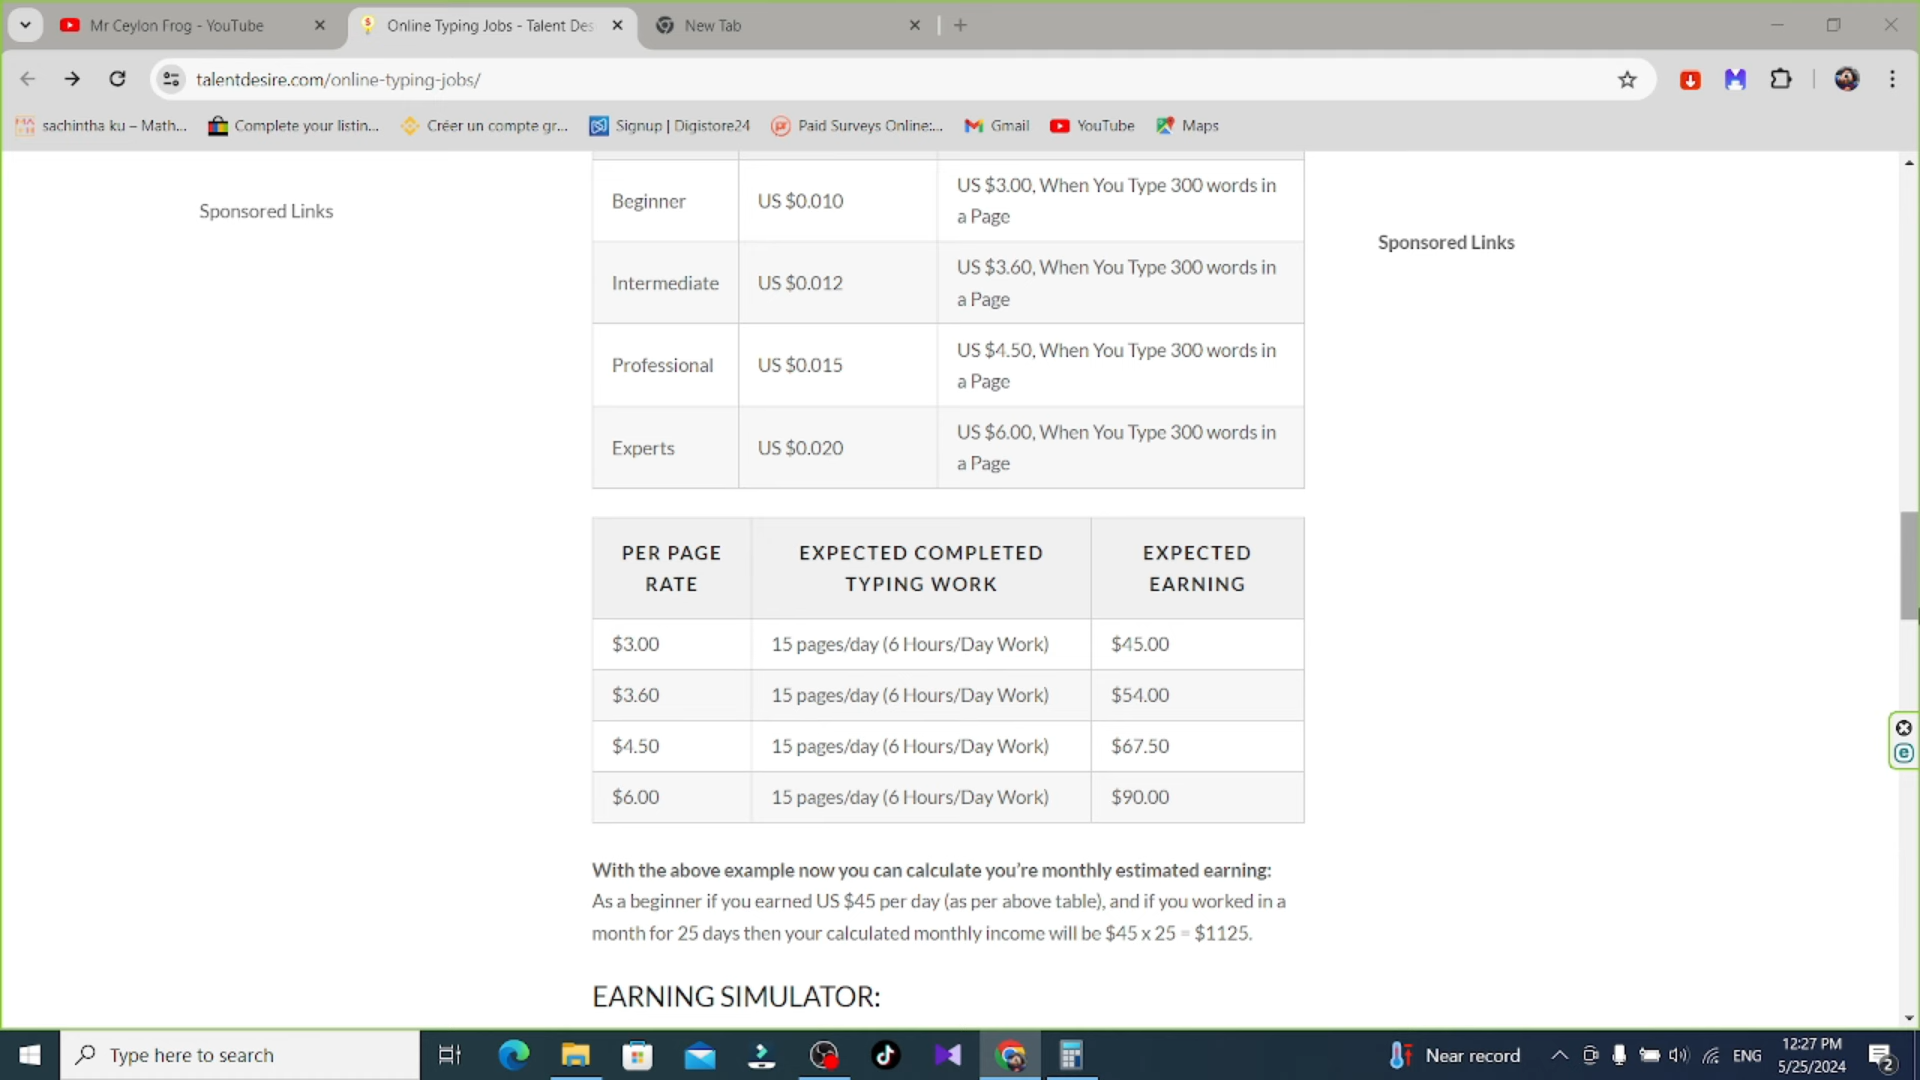 Mr Ceylon Frog - YouTube
Online Typing Jobs - Talent Des
New Tab
talentdesire.com/online-typing-jobs/
sachintha ku – Math...
Complete your listin...
Créer un compte gr...
Signup | Digistore24
Paid Surveys Online:...
Gmail
YouTube
Maps
Sponsored Links
Sponsored Links
Beginner
US $0.010
US $3.00, When You Type 300 words in
a Page
Intermediate
US $0.012
US $3.60, When You Type 300 words in
a Page
Professional
US $0.015
US $4.50, When You Type 300 words in
a Page
Experts
US $0.020
US $6.00, When You Type 300 words in
a Page
PER PAGE
RATE
EXPECTED COMPLETED
TYPING WORK
EXPECTED
EARNING
$3.00
15 pages/day (6 Hours/Day Work)
$45.00
$3.60
15 pages/day (6 Hours/Day Work)
$54.00
$4.50
15 pages/day (6 Hours/Day Work)
$67.50
$6.00
15 pages/day (6 Hours/Day Work)
$90.00
With the above example now you can calculate you’re monthly estimated earning:
As a beginner if you earned US $45 per day (as per above table), and if you worked in a
month for 25 days then your calculated monthly income will be $45 x 25 = $1125.
EARNING SIMULATOR:
Type here to search
Near record
ENG
12:27 PM
5/25/2024
2